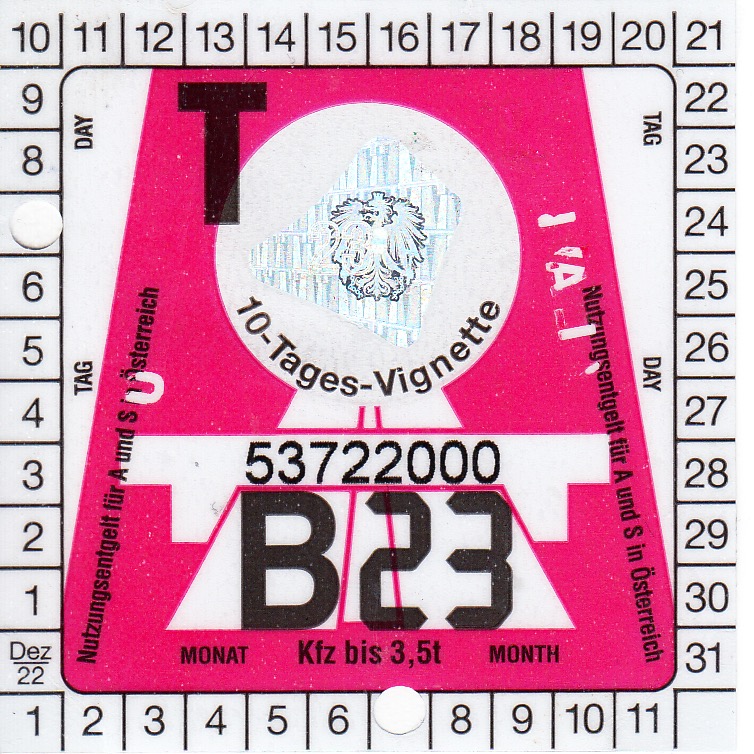 10 11 12 13 14 15 16 17 18 19 20 21
9 22
8 23
24
6 25
5 26
4 27
3 28
2 29
1 30
Dez
22
31
1 2 3 4 5 6 8 9 10 11
DAY
TAG
T
TAG
DAY
10-Tages-Vignette
Nutzungsentgelt für A und S in Österreich
Nutzungsentgelt für A und S in Österreich
53722000
B23
MONAT Kfz bis 3,5t MONTH